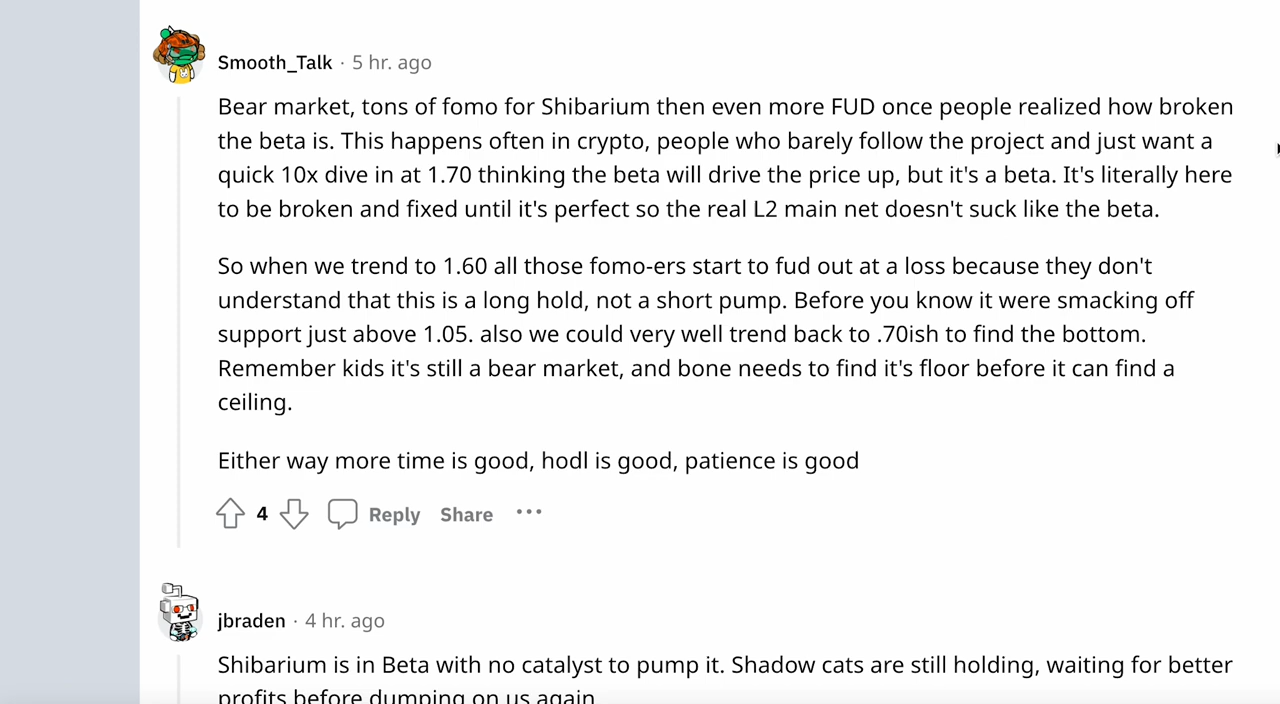 Smooth_Talk · 5 hr. ago
Bear market, tons of fomo for Shibarium then even more FUD once people realized how broken
the beta is. This happens often in crypto, people who barely follow the project and just want a
quick 10x dive in at 1.70 thinking the beta will drive the price up, but it's a beta. It's literally here
to be broken and fixed until it's perfect so the real L2 main net doesn't suck like the beta.
So when we trend to 1.60 all those fomo-ers start to fud out at a loss because they don't
understand that this is a long hold, not a short pump. Before you know it were smacking off
support just above 1.05. also we could very well trend back to .70ish to find the bottom.
Remember kids it's still a bear market, and bone needs to find it's floor before it can find a
ceiling.
Either way more time is good, hodl is good, patience is good
4 Reply Share ···
jbraden · 4 hr. ago
Shibarium is in Beta with no catalyst to pump it. Shadow cats are still holding, waiting for better
profits before dumping on us again